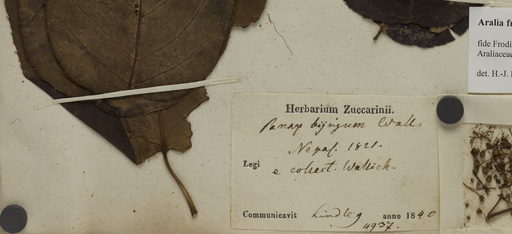 Aralia
fide Frodi
Araliaceae
det. H.-J.
Herbarium Zuccarinii.
Panax bijugum Wall.
Nepal. 1821.
Legi e collect. Wallich.
Communicavit Lindley anno 1840
4937.